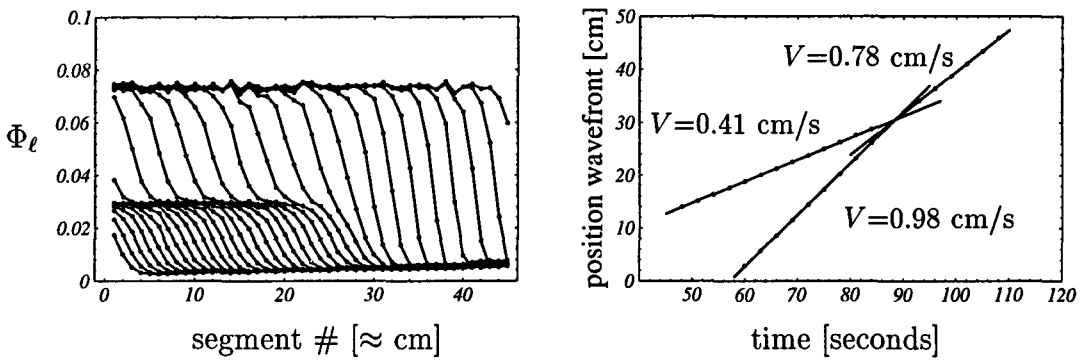 0.1
0.08
0.06
0.04
0.02
0
Φℓ
0 10 20 30 40
segment # [≈ cm]
50
40
30
20
10
0
position wavefront [cm]
V=0.78 cm/s
V=0.41 cm/s
V=0.98 cm/s
50 60 70 80 90 100 110 120
time [seconds]